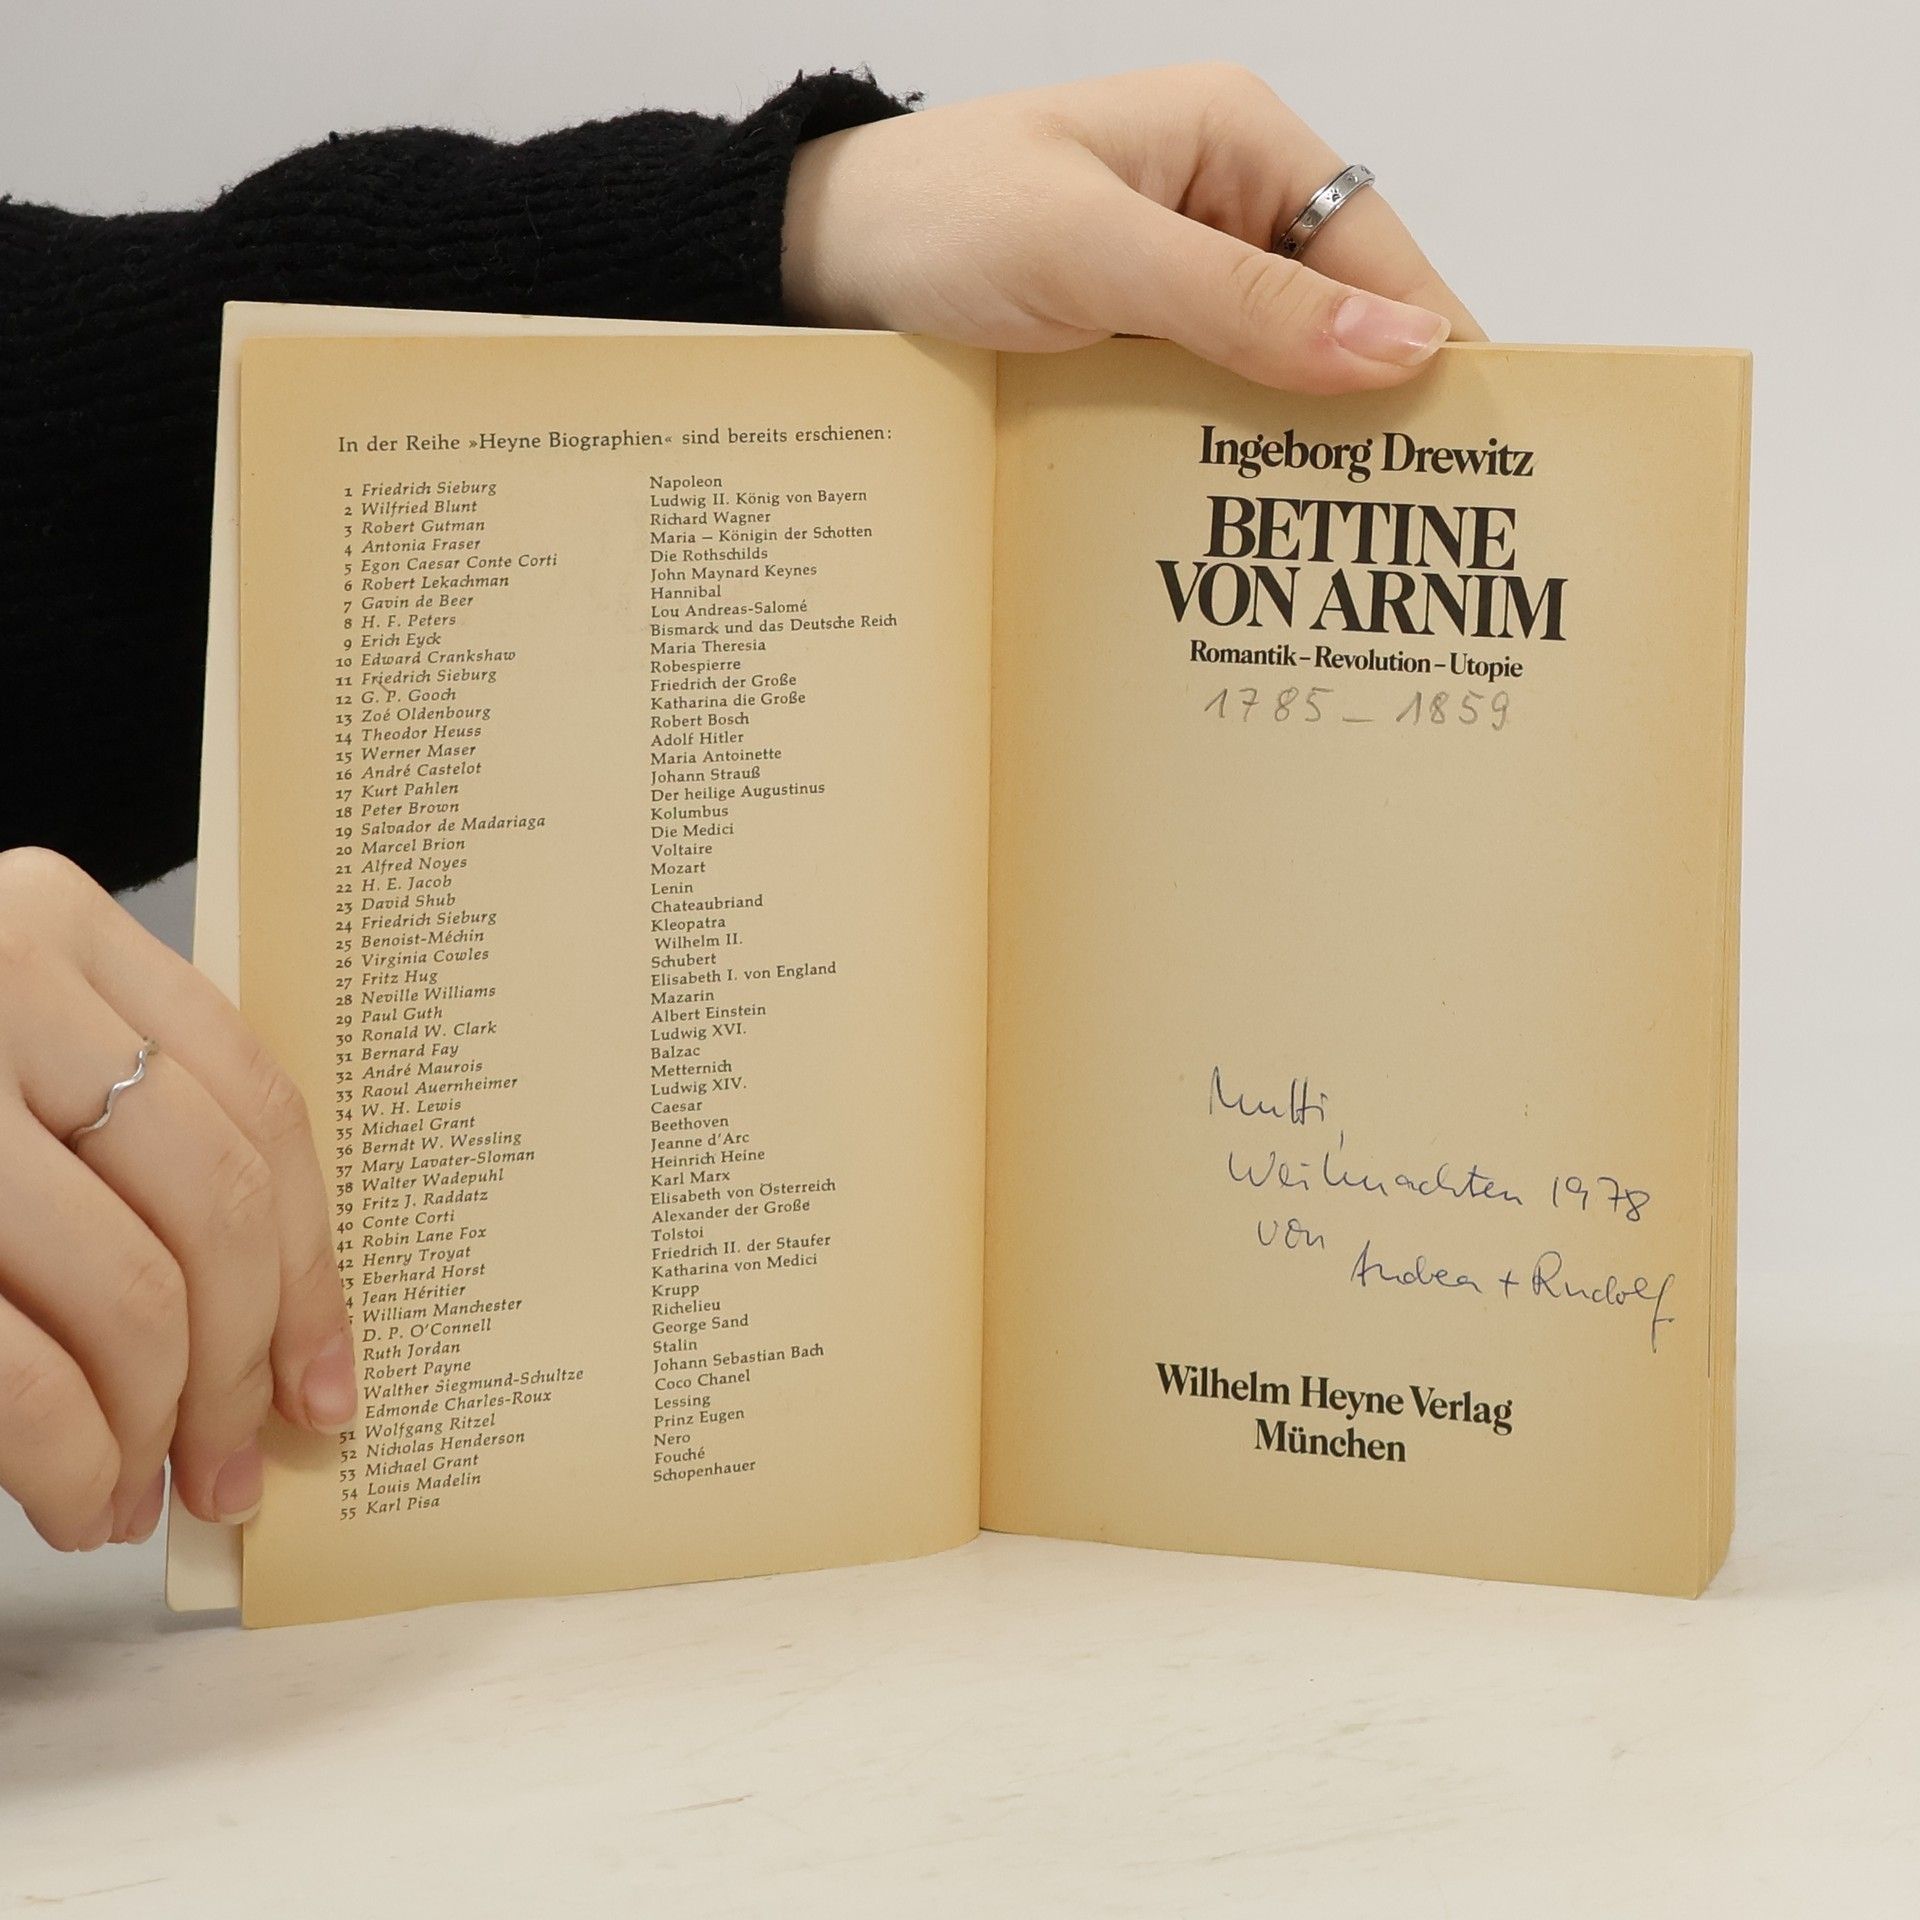 In der Reihe »Heyne Biographien« sind bereits erschienen:
1 Friedrich Sieburg Napoleon
2 Wilfried Blunt Ludwig II. König von Bayern
3 Robert Gutman Richard Wagner
4 Antonia Fraser Maria – Königin der Schotten
5 Egon Caesar Conte Corti Die Rothschilds
6 Robert Lekachman John Maynard Keynes
7 Gavin de Beer Hannibal
8 H. F. Peters Lou Andreas-Salomé
9 Erich Eyck Bismarck und das Deutsche Reich
10 Edward Crankshaw Maria Theresia
11 Friedrich Sieburg Robespierre
12 G. P. Gooch Friedrich der Große
13 Zoé Oldenbourg Katharina die Große
14 Theodor Heuss Robert Bosch
15 Werner Maser Adolf Hitler
16 André Castelot Maria Antoinette
17 Kurt Pahlen Johann Strauß
18 Peter Brown Der heilige Augustinus
19 Salvador de Madariaga Kolumbus
20 Marcel Brion Die Medici
21 Alfred Noyes Voltaire
22 H. E. Jacob Mozart
23 David Shub Lenin
24 Friedrich Sieburg Chateaubriand
25 Benoist-Méchin Kleopatra
26 Virginia Cowles Wilhelm II.
27 Fritz Hug Schubert
28 Neville Williams Elisabeth I. von England
29 Paul Guth Mazarin
30 Ronald W. Clark Albert Einstein
31 Bernard Fay Ludwig XVI.
32 André Maurois Balzac
33 Raoul Auernheimer Metternich
34 W. H. Lewis Ludwig XIV.
35 Michael Grant Caesar
36 Berndt W. Wessling Beethoven
37 Mary Lavater-Sloman Jeanne d'Arc
38 Walter Wadepuhl Heinrich Heine
39 Fritz J. Raddatz Karl Marx
40 Conte Corti Elisabeth von Österreich
41 Robin Lane Fox Alexander der Große
42 Henry Troyat Tolstoi
Eberhard Horst Friedrich II. der Staufer
Jean Héritier Katharina von Medici
William Manchester Krupp
D. P. O'Connell Richelieu
Ruth Jordan George Sand
Robert Payne Stalin
Walther Siegmund-Schultze Johann Sebastian Bach
Edmonde Charles-Roux Coco Chanel
51 Wolfgang Ritzel Lessing
52 Nicholas Henderson Prinz Eugen
53 Michael Grant Nero
54 Louis Madelin Fouché
55 Karl Pisa Schopenhauer
Ingeborg Drewitz
BETTINE
VON ARNIM
Romantik – Revolution – Utopie
1785 – 1859
Mutti,
Weihnachten 1978
von
Andrea + Rudolf
Wilhelm Heyne Verlag
München